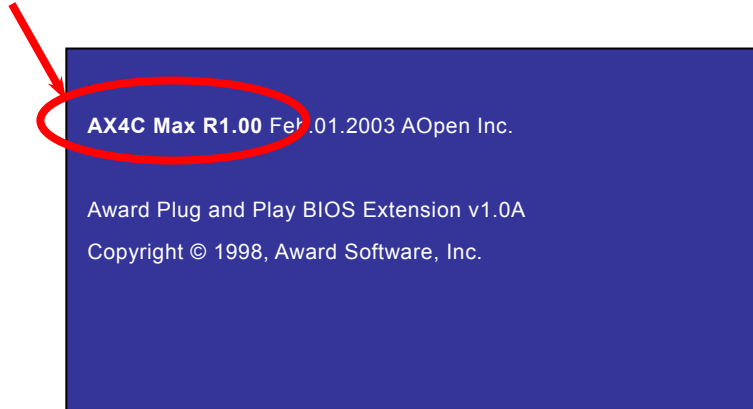 AX4C Max R1.00 Feb.01.2003 AOpen Inc.
Award Plug and Play BIOS Extension v1.0A
Copyright © 1998, Award Software, Inc.